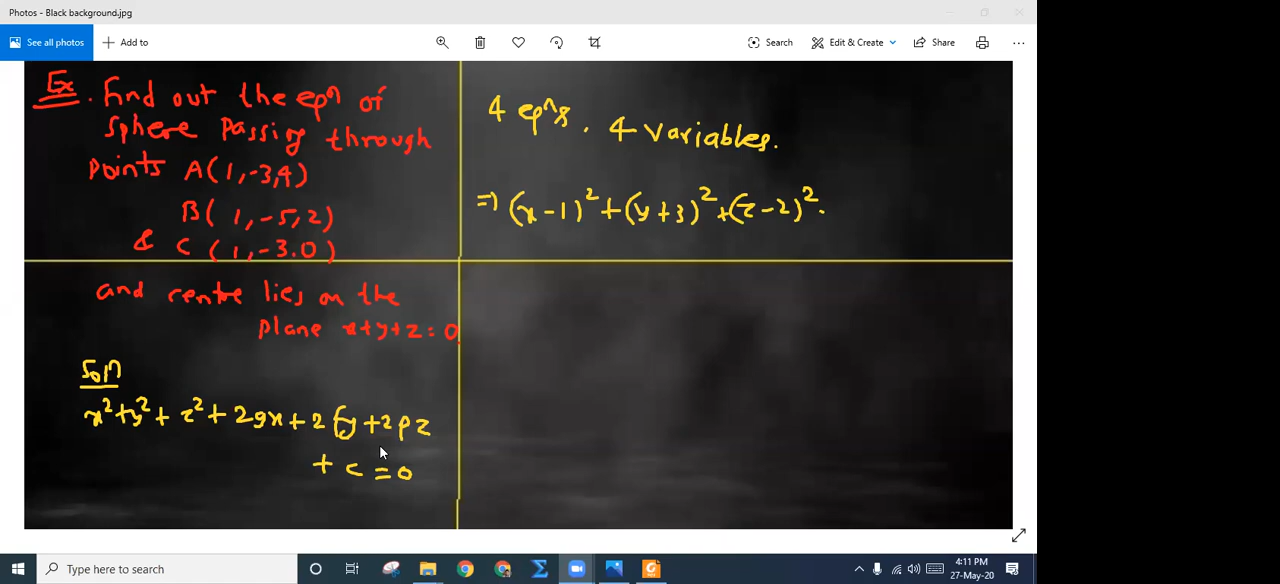 Photos - Black background.jpg
See all photos
Add to
Search
Edit & Create
Share
Ex. Find out the eqⁿ of
sphere passing through
points A(1,-3,4)
B(1,-5,2)
& C (1,-3.0)
and centre lies on the
plane x+y+z=0
Solⁿ
x²+y²+z²+2gx+2fy+2pz
+c=0
4 eqⁿs. 4 variables.
⇒ (x-1)²+(y+3)²+(z-2)².
Type here to search
4:11 PM
27-May-20